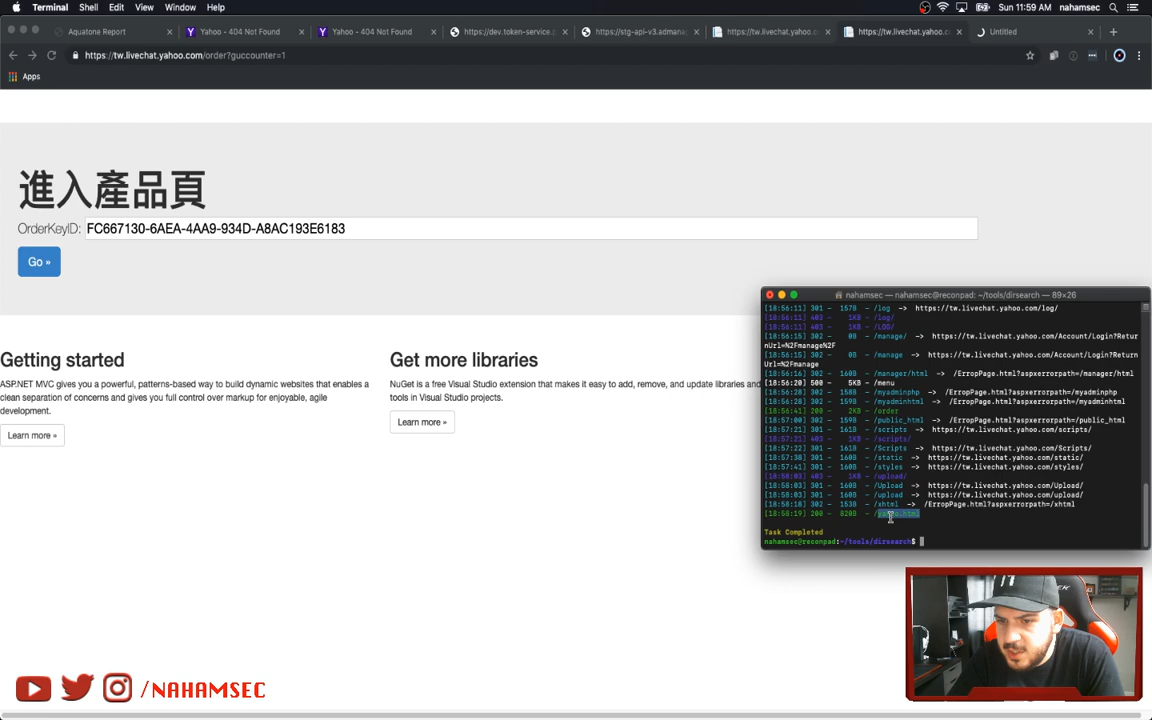 Terminal Shell Edit View Window Help
nahamsec Sun 11:59 AM
Aquatone Report
Yahoo - 404 Not Found
Yahoo - 404 Not Found
https://dev.token-service.
https://stg-api-v3.admana
https://tw.livechat.yahoo.c
https://tw.livechat.yahoo.c
Untitled
https://tw.livechat.yahoo.com/order?guccounter=1
Apps
進入產品頁
OrderKeyID: FC667130-6AEA-4AA9-934D-A8AC193E6183
Go »
Getting started
ASP.NET MVC gives you a powerful, patterns-based way to build dynamic websites that enables a
clean separation of concerns and gives you full control over markup for enjoyable, agile
development.
Learn more »
Get more libraries
NuGet is a free Visual Studio extension that makes it easy to add, remove, and update libraries and
tools in Visual Studio projects.
Learn more »
nahamsec — nahamsec@reconpad: ~/tools/dirsearch — 89×26
[18:56:11] 301 - 157B - /log -> https://tw.livechat.yahoo.com/log/
[18:56:11] 403 - 1KB - /log/
[18:56:11] 403 - 1KB - /LOG/
[18:56:15] 302 - 0B - /manage/ -> https://tw.livechat.yahoo.com/Account/Login?Retur
nUrl=%2Fmanage%2F
[18:56:15] 302 - 0B - /manage -> https://tw.livechat.yahoo.com/Account/Login?Return
Url=%2Fmanage
[18:56:16] 302 - 160B - /manager/html -> /ErropPage.html?aspxerrorpath=/manager/html
[18:56:20] 500 - 5KB - /menu
[18:56:28] 302 - 158B - /myadminphp -> /ErropPage.html?aspxerrorpath=/myadminphp
[18:56:28] 302 - 159B - /myadminhtml -> /ErropPage.html?aspxerrorpath=/myadminhtml
[18:56:41] 200 - 2KB - /order
[18:57:00] 302 - 159B - /public_html -> /ErropPage.html?aspxerrorpath=/public_html
[18:57:21] 301 - 161B - /scripts -> https://tw.livechat.yahoo.com/scripts/
[18:57:21] 403 - 1KB - /scripts/
[18:57:22] 301 - 161B - /Scripts -> https://tw.livechat.yahoo.com/Scripts/
[18:57:38] 301 - 160B - /static -> https://tw.livechat.yahoo.com/static/
[18:57:41] 301 - 160B - /styles -> https://tw.livechat.yahoo.com/styles/
[18:58:03] 403 - 1KB - /upload/
[18:58:03] 301 - 160B - /Upload -> https://tw.livechat.yahoo.com/Upload/
[18:58:03] 301 - 160B - /upload -> https://tw.livechat.yahoo.com/upload/
[18:58:18] 302 - 153B - /xhtml -> /ErropPage.html?aspxerrorpath=/xhtml
[18:58:19] 200 - 820B - /yahoo.html
Task Completed
nahamsec@reconpad:~/tools/dirsearch$
/NAHAMSEC